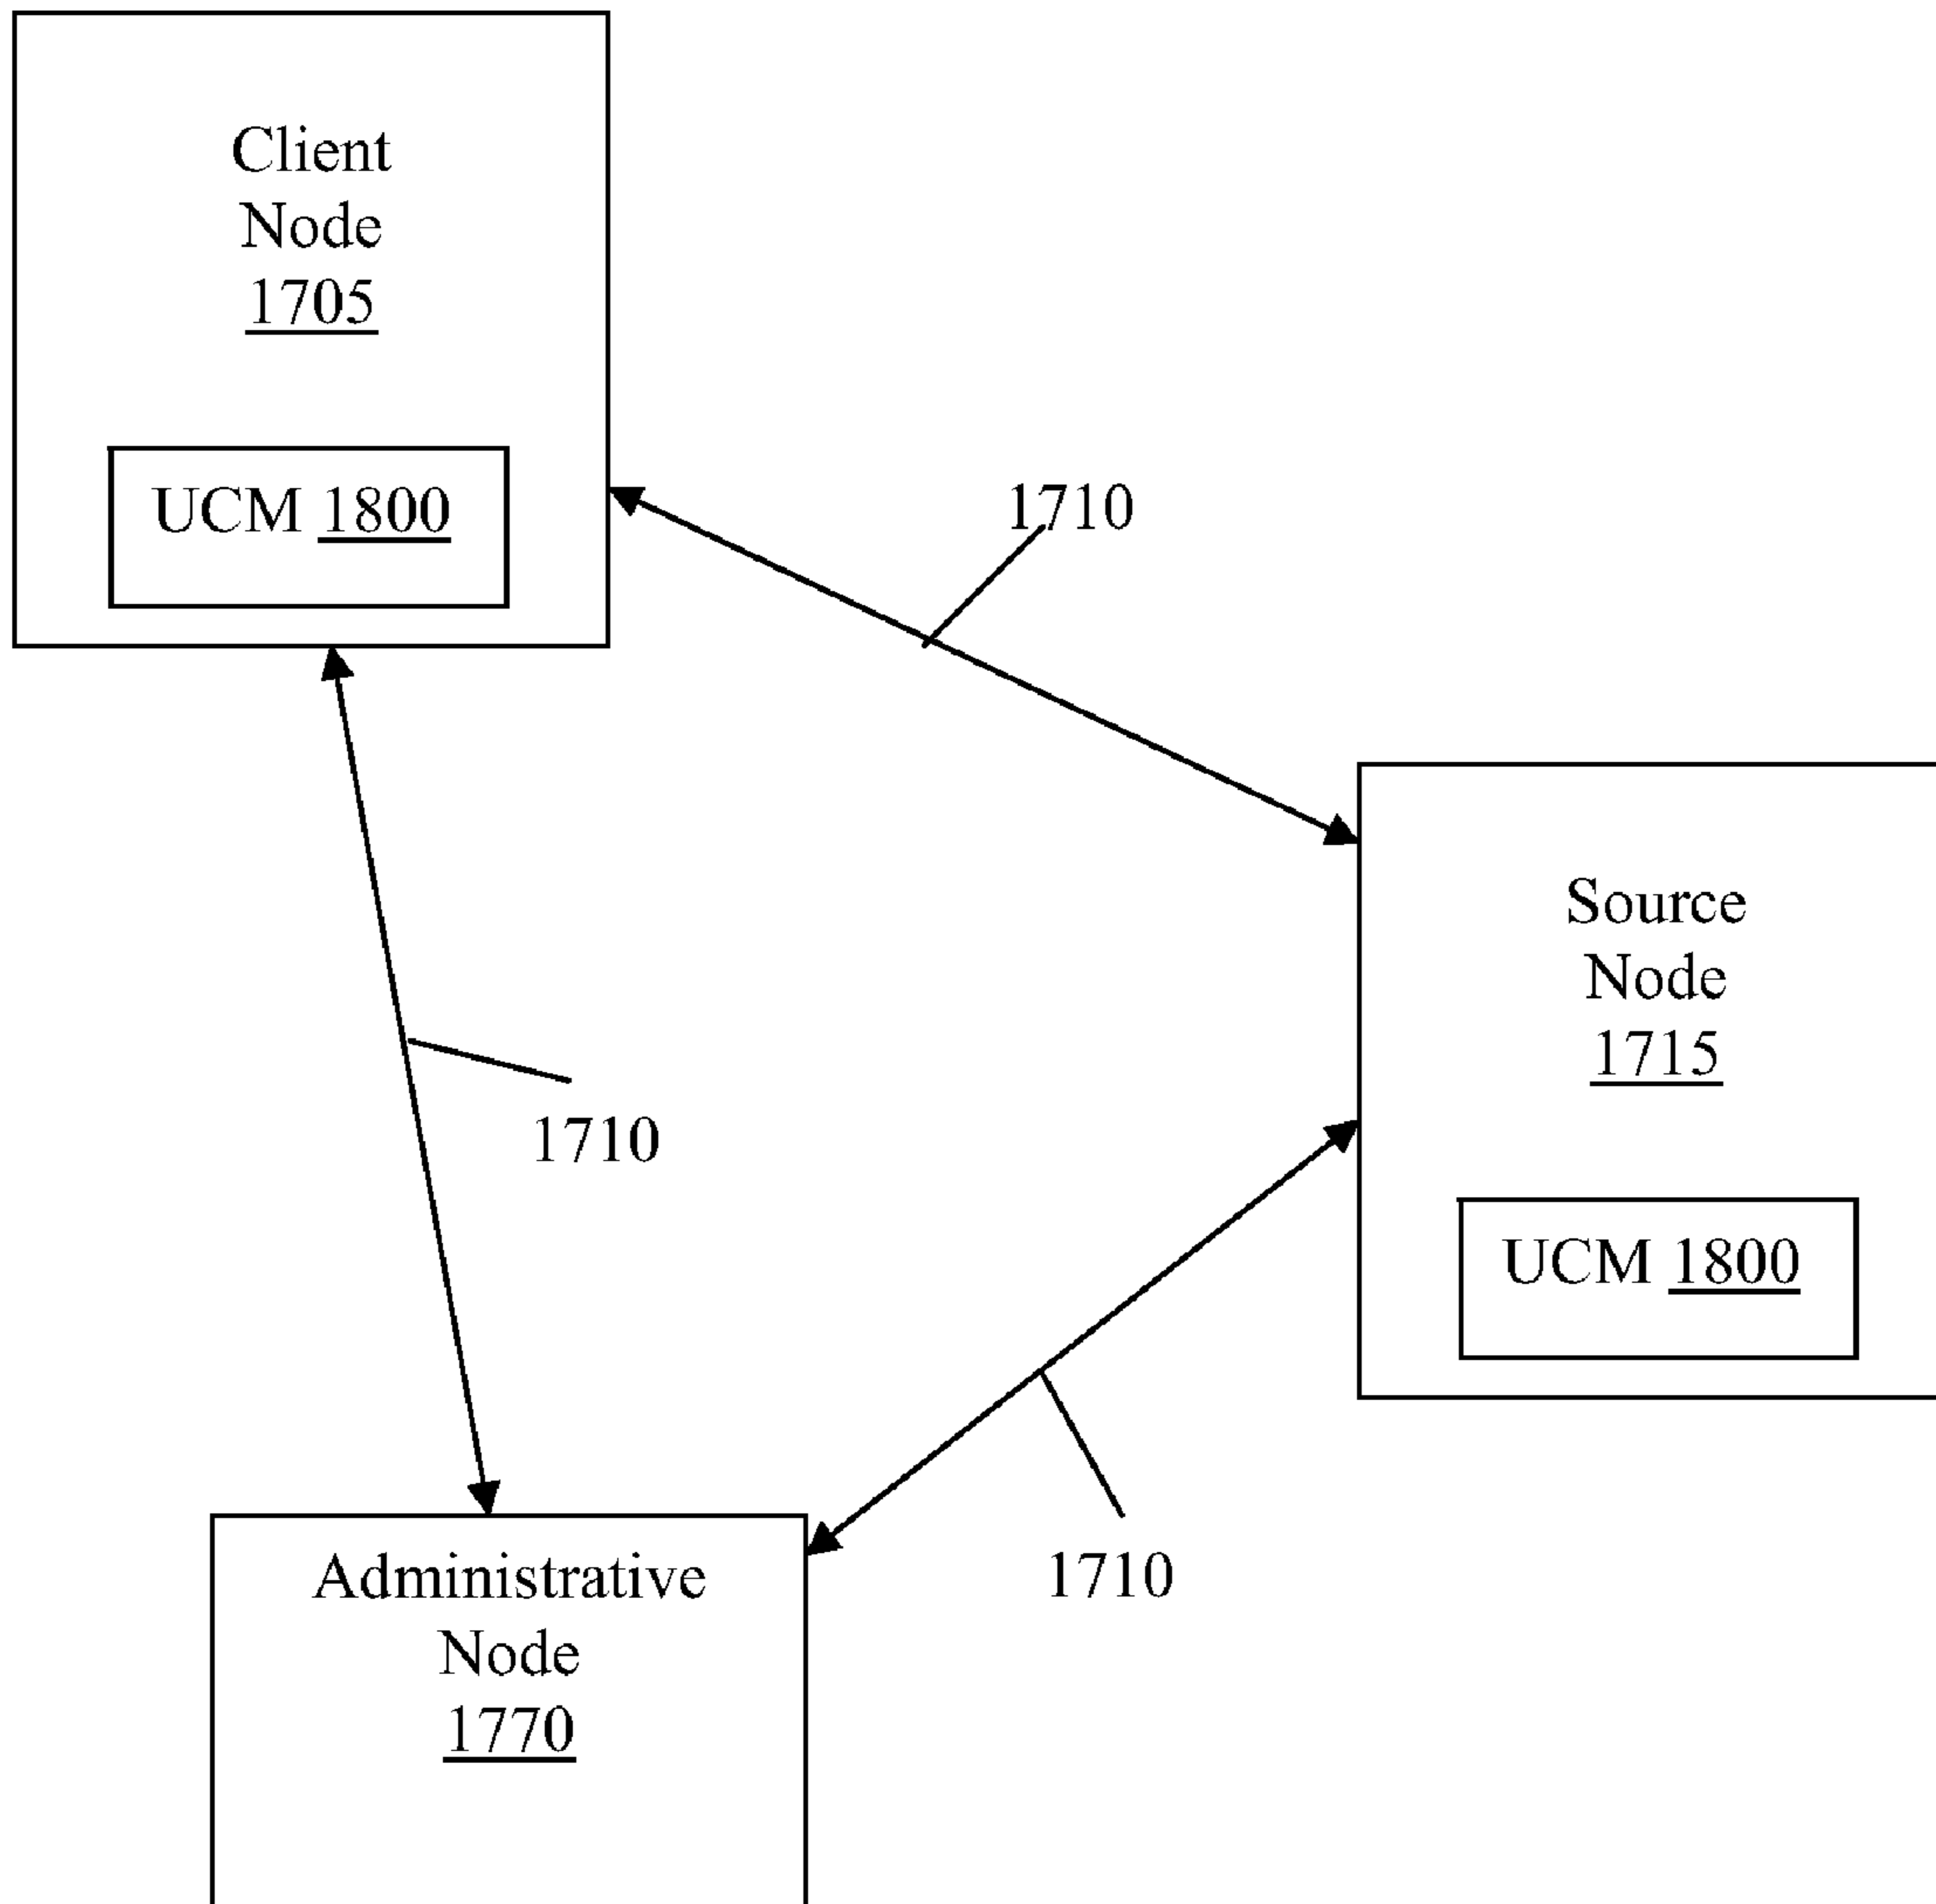 Client
Node
1705
UCM 1800
1710
Source
Node
1715
1710
UCM 1800
Administrative
Node
1770
1710